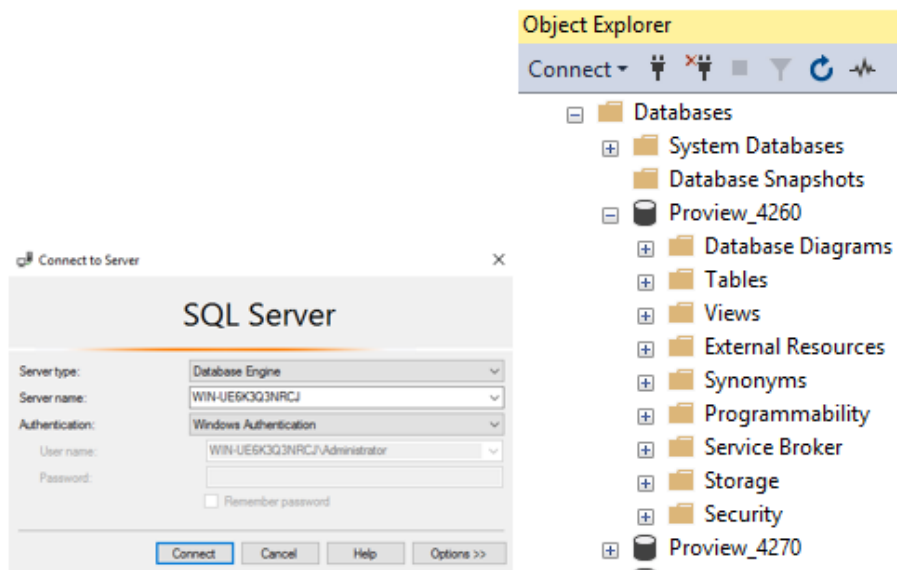 Connect to Server
SQL Server
Server type: Database Engine
Server name: WIN-UE6K3Q3NRCJ
Authentication: Windows Authentication
User name: WIN-UE6K3Q3NRCJ\Administrator
Password:
Remember password
Connect Cancel Help Options >>
Object Explorer
Connect
Databases
System Databases
Database Snapshots
Proview_4260
Database Diagrams
Tables
Views
External Resources
Synonyms
Programmability
Service Broker
Storage
Security
Proview_4270